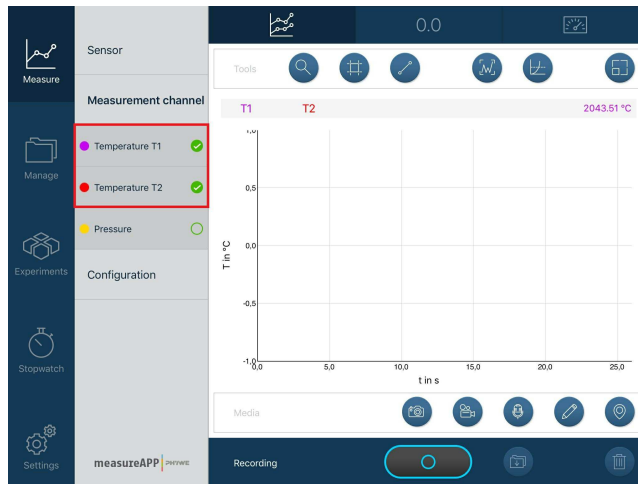 0.0
Measure
Sensor
Tools
Measurement channel
T1 T2 2043.51 °C
Temperature T1
Temperature T2
Pressure
Configuration
Manage
Experiments
Stopwatch
Settings
1,0
0,5
0,0
-0,5
-1,0
T in °C
0,0 5,0 10,0 15,0 20,0 25,0
t in s
Media
measureAPP PHYWE
Recording